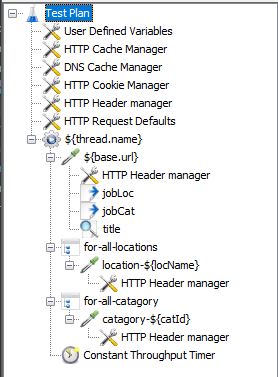 Test Plan
User Defined Variables
HTTP Cache Manager
DNS Cache Manager
HTTP Cookie Manager
HTTP Header manager
HTTP Request Defaults
${thread.name}
${base.url}
HTTP Header manager
jobLoc
jobCat
title
for-all-locations
location-${locName}
HTTP Header manager
for-all-catagory
catagory-${catId}
HTTP Header manager
Constant Throughput Timer